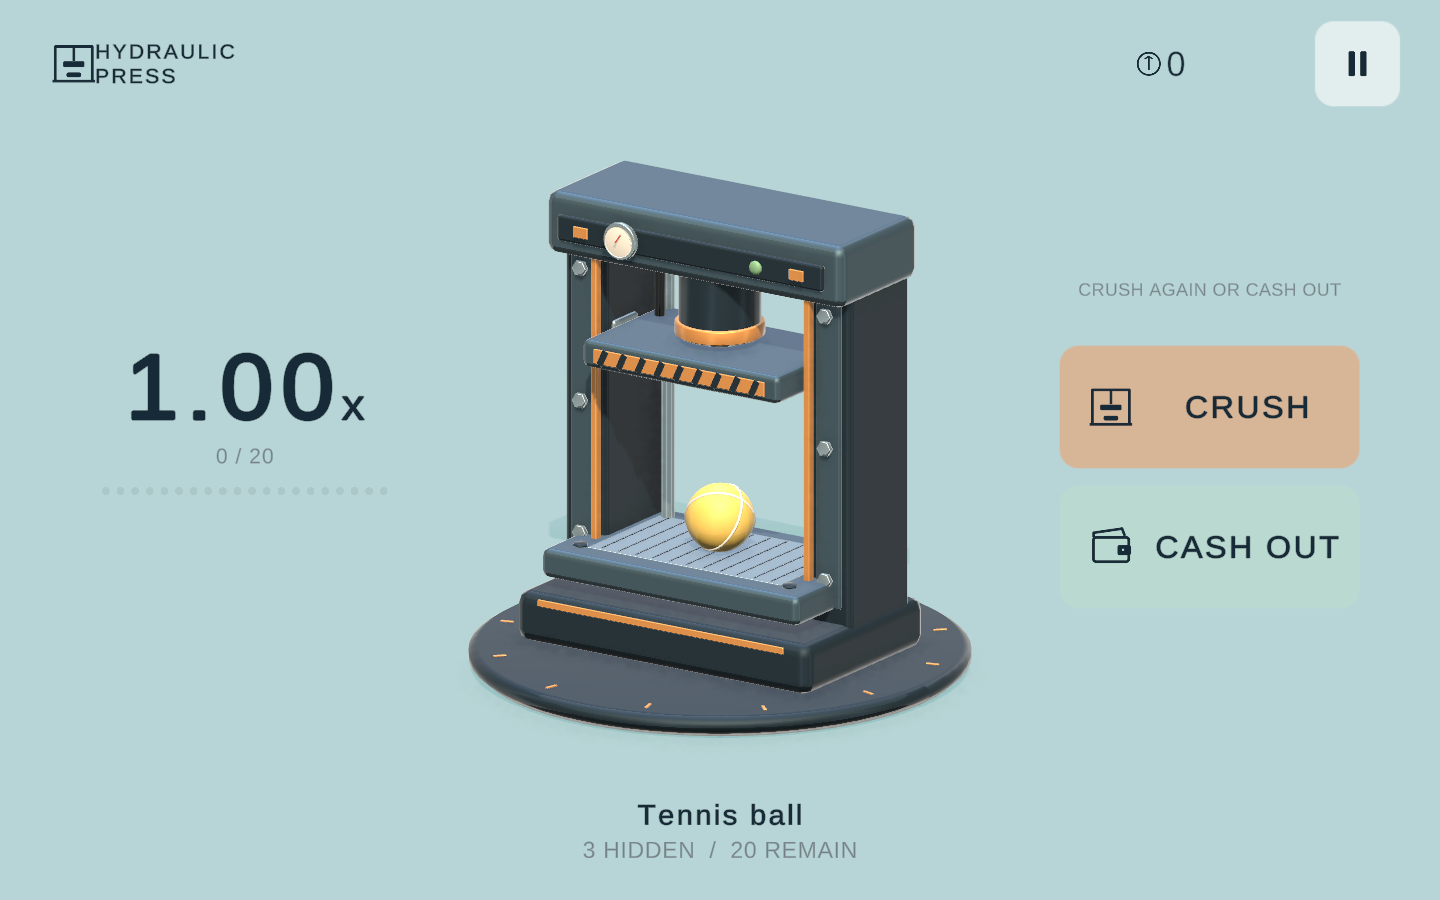 HYDRAULIC
PRESS
0
1.00x
0 / 20
CRUSH AGAIN OR CASH OUT
CRUSH
CASH OUT
Tennis ball
3 HIDDEN / 20 REMAIN